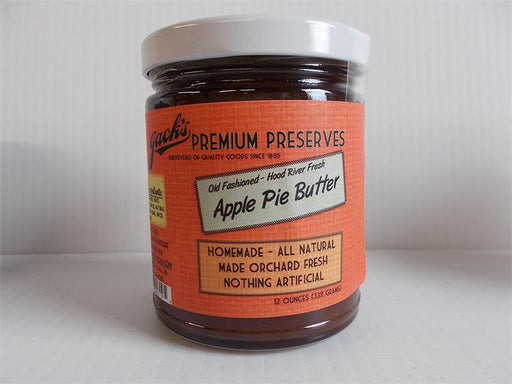 Jack's
PREMIUM PRESERVES
PURVEYORS OF QUALITY GOODS SINCE 1885
Old Fashioned - Hood River Fresh
Apple Pie Butter
HOMEMADE - ALL NATURAL
MADE ORCHARD FRESH
NOTHING ARTIFICIAL
12 OUNCES (339 GRAMS)